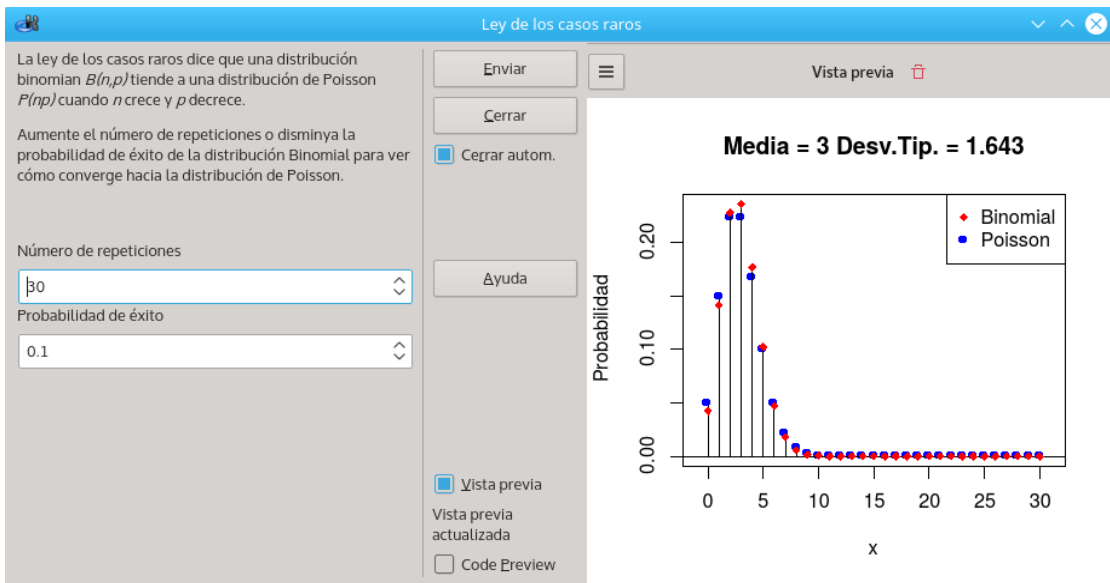 Ley de los casos raros
La ley de los casos raros dice que una distribución
binomian B(n,p) tiende a una distribución de Poisson
P(np) cuando n crece y p decrece.
Aumente el número de repeticiones o disminya la
probabilidad de éxito de la distribución Binomial para ver
cómo converge hacia la distribución de Poisson.
Número de repeticiones
30
Probabilidad de éxito
0.1
Enviar
Cerrar
Cerrar autom.
Ayuda
Vista previa
Vista previa
actualizada
Code Preview
Vista previa
Media = 3 Desv.Tip. = 1.643
Binomial
Poisson
Probabilidad
0.20
0.10
0.00
0 5 10 15 20 25 30
x